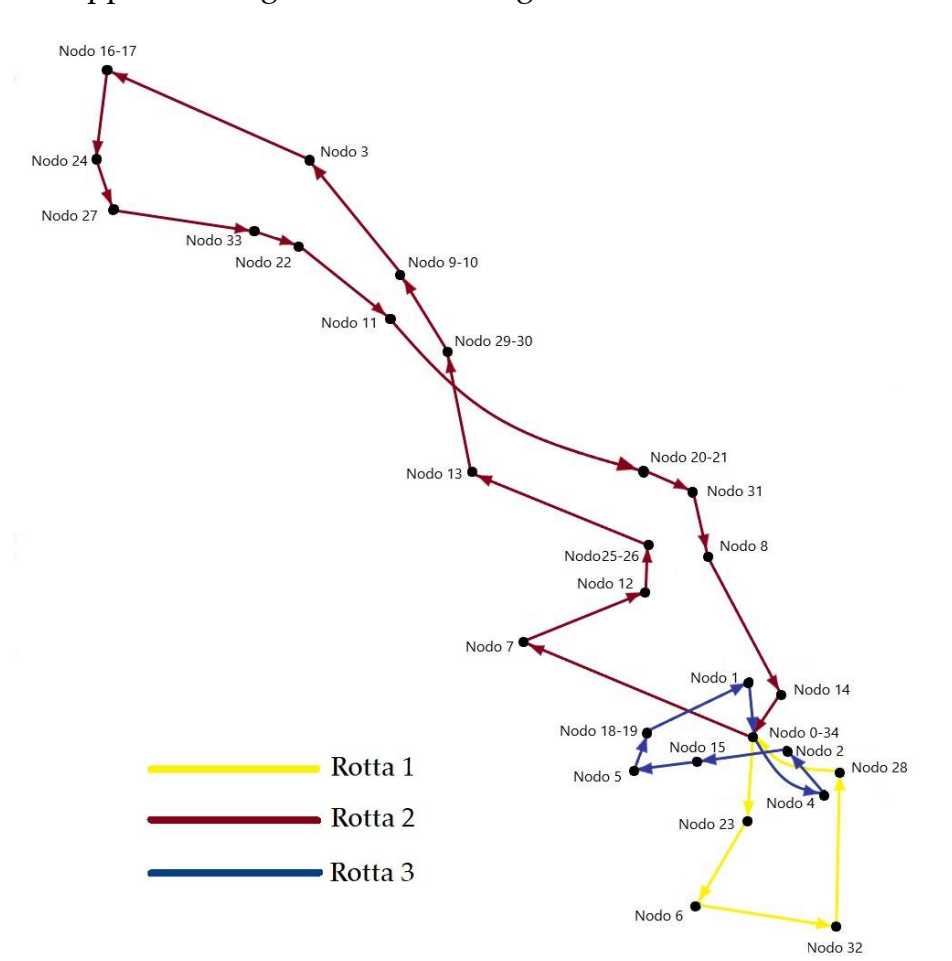 Nodo 16-17
Nodo 3
Nodo 24
Nodo 27
Nodo 33
Nodo 22
Nodo 9-10
Nodo 11
Nodo 29-30
Nodo 20-21
Nodo 13
Nodo 31
Nodo 8
Nodo25-26
Nodo 12
Nodo 7
Nodo 1
Nodo 14
Nodo 18-19
Nodo 0-34
Nodo 15
Nodo 2
Nodo 5
Nodo 28
Nodo 4
Nodo 23
Nodo 6
Nodo 32
Rotta 1
Rotta 2
Rotta 3